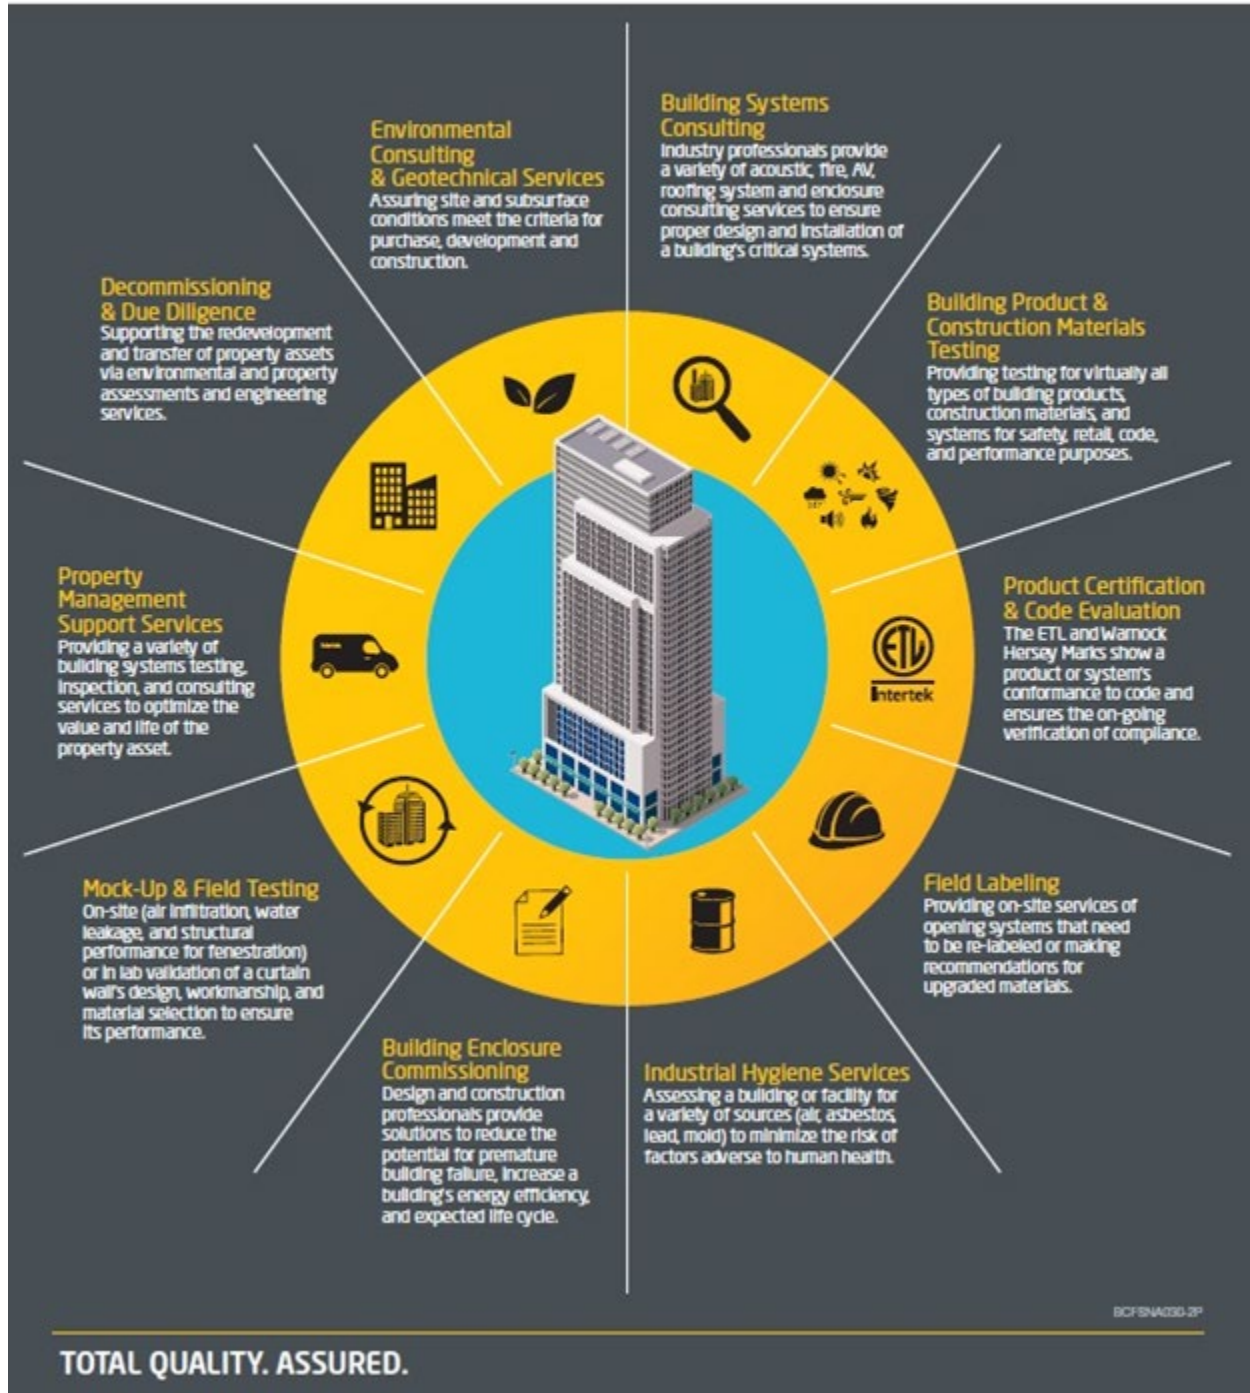 Building Systems
Consulting
Industry professionals provide
a variety of acoustic, fire, AV,
roofing system and enclosure
consulting services to ensure
proper design and installation of
a building's critical systems.
Building Product &
Construction Materials
Testing
Providing testing for virtually all
types of building products,
construction materials, and
systems for safety, retail, code,
and performance purposes.
Product Certification
& Code Evaluation
The ETL and Warnock
Hersey Marks show a
product or system's
conformance to code and
ensures the on-going
verification of compliance.
Field Labeling
Providing on-site services of
opening systems that need
to be re-labeled or making
recommendations for
upgraded materials.
Industrial Hygiene Services
Assessing a building or facility for
a variety of sources (air, asbestos,
lead, mold) to minimize the risk of
factors adverse to human health.
Building Enclosure
Commissioning
Design and construction
professionals provide
solutions to reduce the
potential for premature
building failure, increase a
building's energy efficiency,
and expected life cycle.
Mock-Up & Field Testing
On-site (air infiltration, water
leakage, and structural
performance for fenestration)
or in lab validation of a curtain
wall's design, workmanship, and
material selection to ensure
its performance.
Property
Management
Support Services
Providing a variety of
building systems testing,
inspection, and consulting
services to optimize the
value and life of the
property asset.
Decommissioning
& Due Diligence
Supporting the redevelopment
and transfer of property assets
via environmental and property
assessments and engineering
services.
Environmental
Consulting
& Geotechnical Services
Assuring site and subsurface
conditions meet the criteria for
purchase, development and
construction.
ETL
Intertek
BCFSNA030-2P
TOTAL QUALITY. ASSURED.